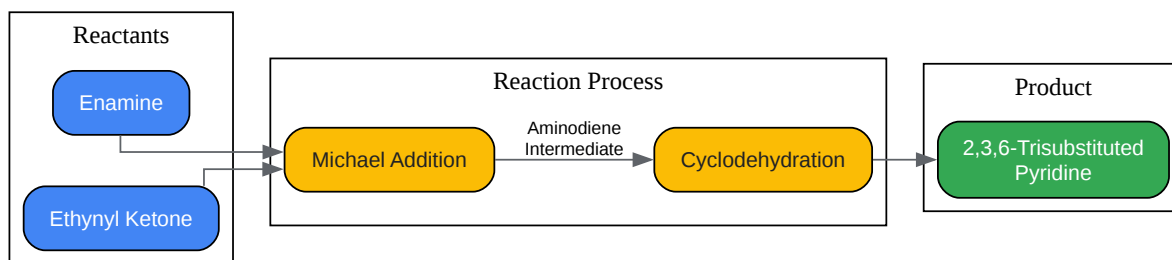 Reactants
Enamine
Ethynyl Ketone
Reaction Process
Michael Addition
Aminodiene
Intermediate
Cyclodehydration
Product
2,3,6-Trisubstituted
Pyridine